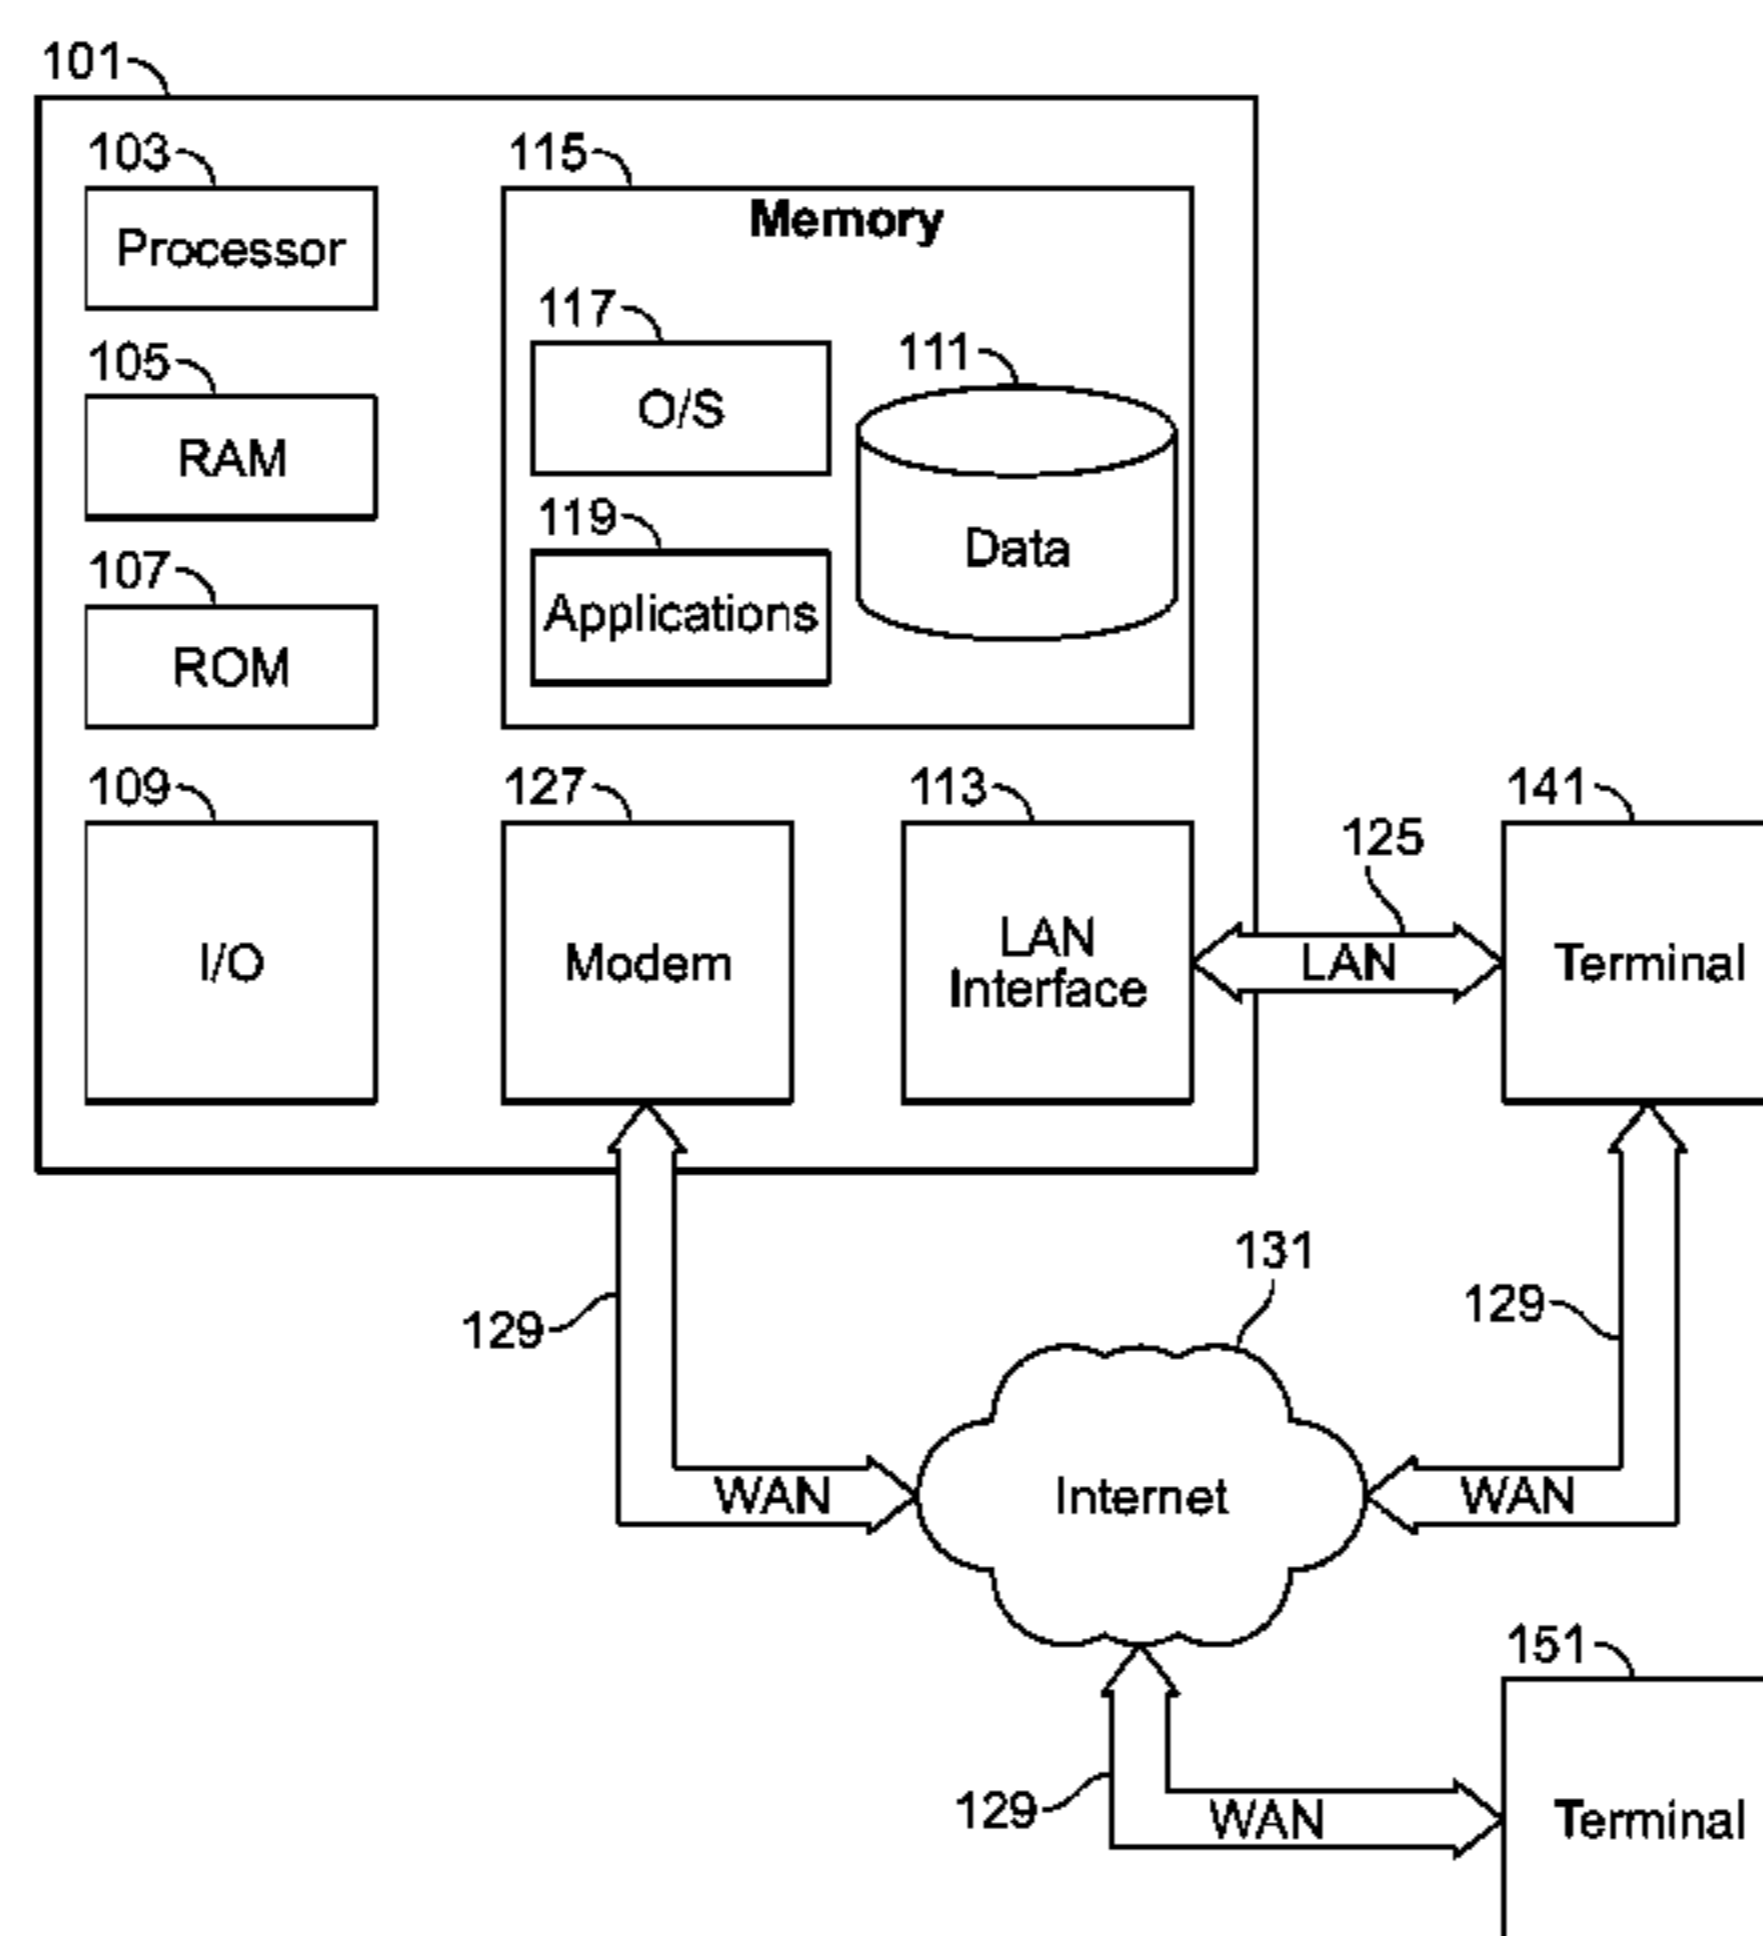 101
103
Processor
105
RAM
107
ROM
109
I/O
115
Memory
117
O/S
111
Data
119
Applications
127
Modem
113
LAN
Interface
125
LAN
141
Terminal
129
WAN
131
Internet
129
WAN
129
WAN
151
Terminal